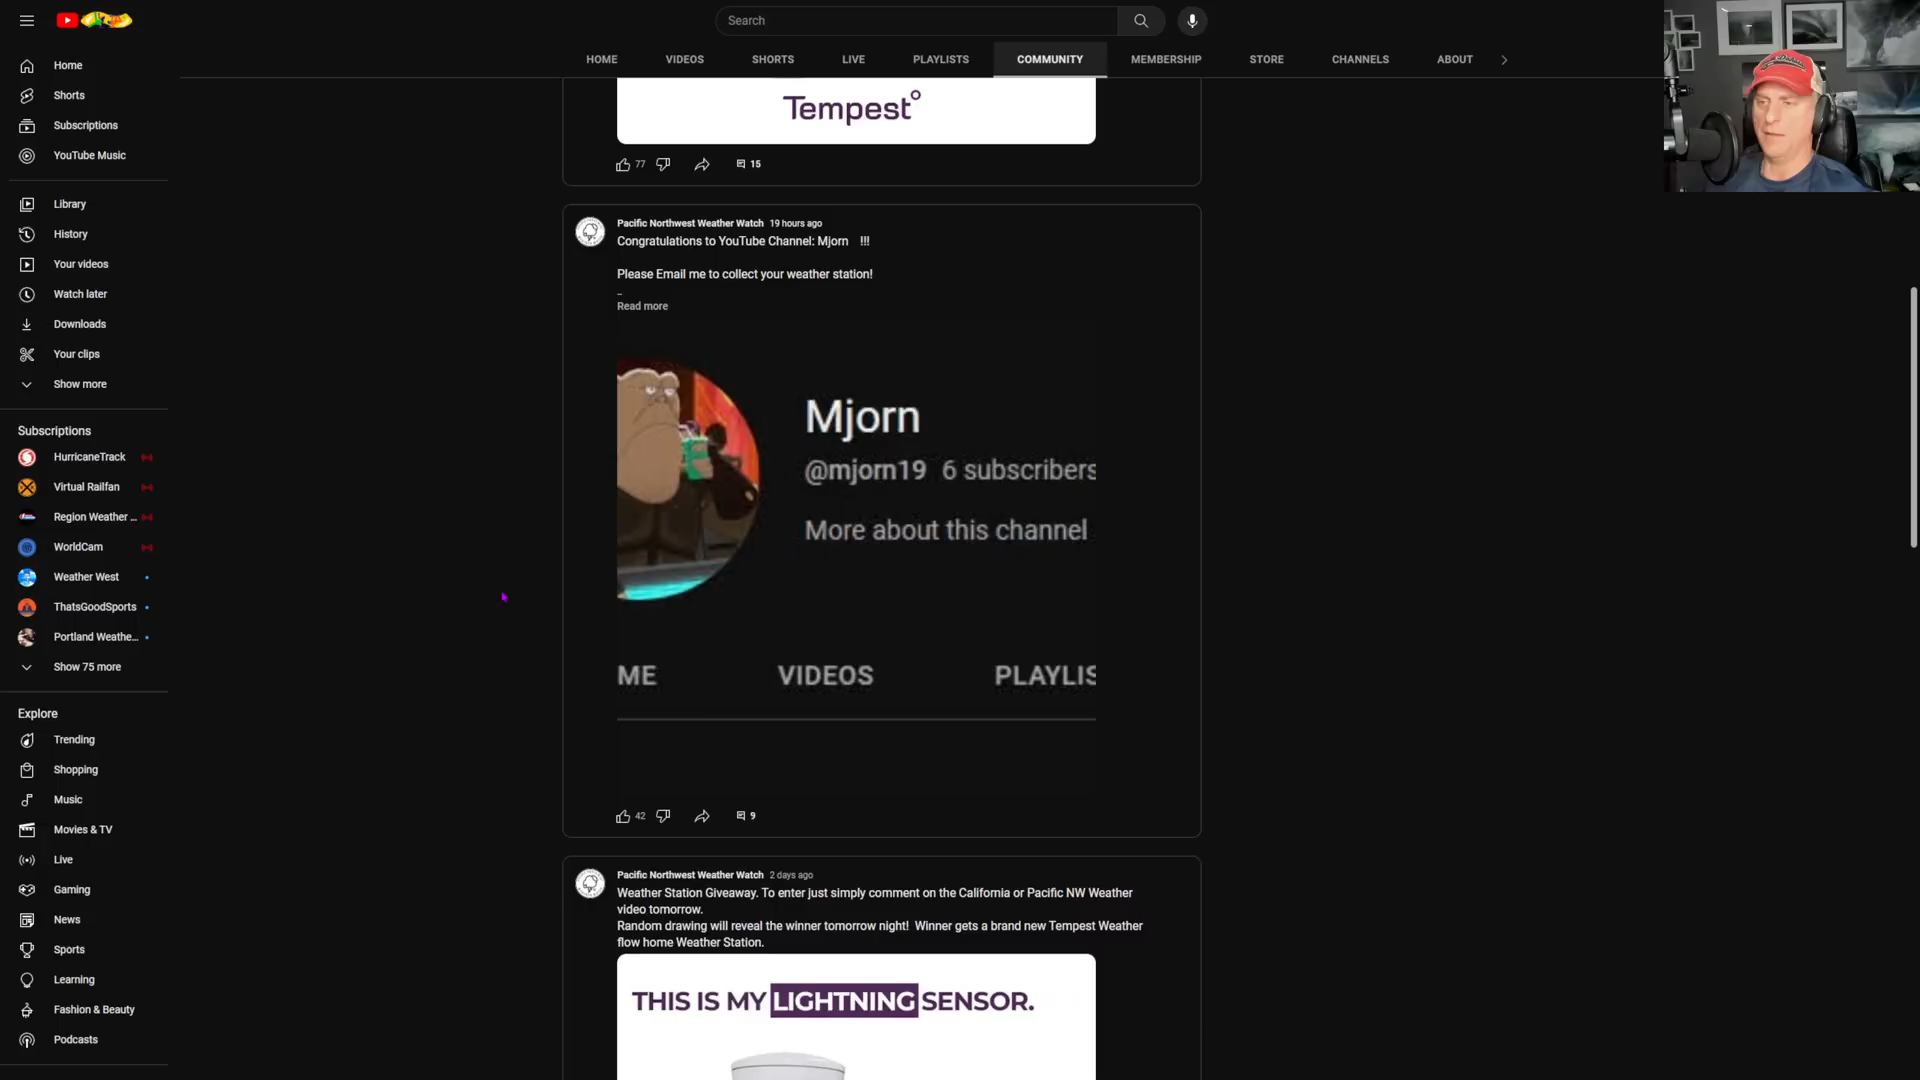 Search
HOME
VIDEOS
SHORTS
LIVE
PLAYLISTS
COMMUNITY
MEMBERSHIP
STORE
CHANNELS
ABOUT
Home
Shorts
Subscriptions
YouTube Music
Library
History
Your videos
Watch later
Downloads
Your clips
Show more
Subscriptions
HurricaneTrack
Virtual Railfan
Region Weather ...
WorldCam
Weather West
ThatsGoodSports
Portland Weathe...
Show 75 more
Explore
Trending
Shopping
Music
Movies & TV
Live
Gaming
News
Sports
Learning
Fashion & Beauty
Podcasts
Tempest°
77
15
Pacific Northwest Weather Watch 19 hours ago
Congratulations to YouTube Channel: Mjorn !!!
Please Email me to collect your weather station!
--
Read more
Mjorn
@mjorn19 6 subscribers
More about this channel
ME VIDEOS PLAYLIS
42
9
Pacific Northwest Weather Watch 2 days ago
Weather Station Giveaway. To enter just simply comment on the California or Pacific NW Weather
video tomorrow.
Random drawing will reveal the winner tomorrow night! Winner gets a brand new Tempest Weather
flow home Weather Station.
THIS IS MY LIGHTNING SENSOR.